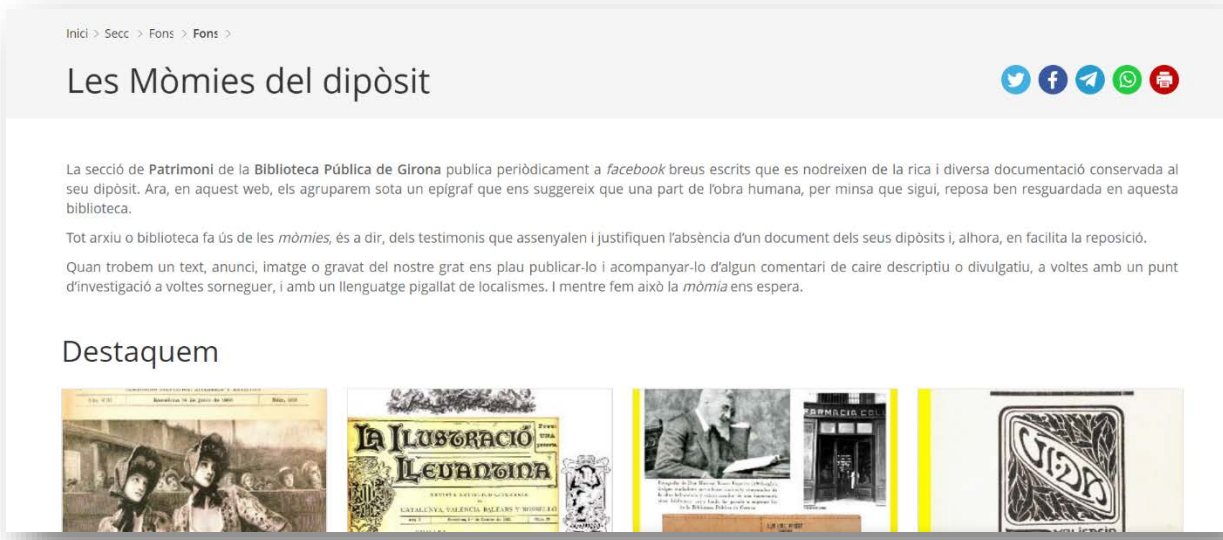 Inici > Secc > Fons > Fons >
Les Mòmies del dipòsit
La secció de Patrimoni de la Biblioteca Pública de Girona publica periòdicament a facebook breus escrits que es nodreixen de la rica i diversa documentació conservada al
seu dipòsit. Ara, en aquest web, els agruparem sota un epígraf que ens suggereix que una part de l'obra humana, per minsa que sigui, reposa ben resguardada en aquesta
biblioteca.
Tot arxiu o biblioteca fa ús de les mòmies, és a dir, dels testimonis que assenyalen i justifiquen l'absència d'un document dels seus dipòsits i, alhora, en facilita la reposició.
Quan trobem un text, anunci, imatge o gravat del nostre grat ens plau publicar-lo i acompanyar-lo d'algun comentari de caire descriptiu o divulgatiu, a voltes amb un punt
d'investigació a voltes sorneguer, i amb un llenguatge pigallat de localismes. I mentre fem això la mòmia ens espera.
Destaquem
LA ILUSTRACIÓ
LLEVANTINA
CATALUNYA, VALÉNCIA, BALEARS Y ROSSELLÓ
FARMACIA
VIDA